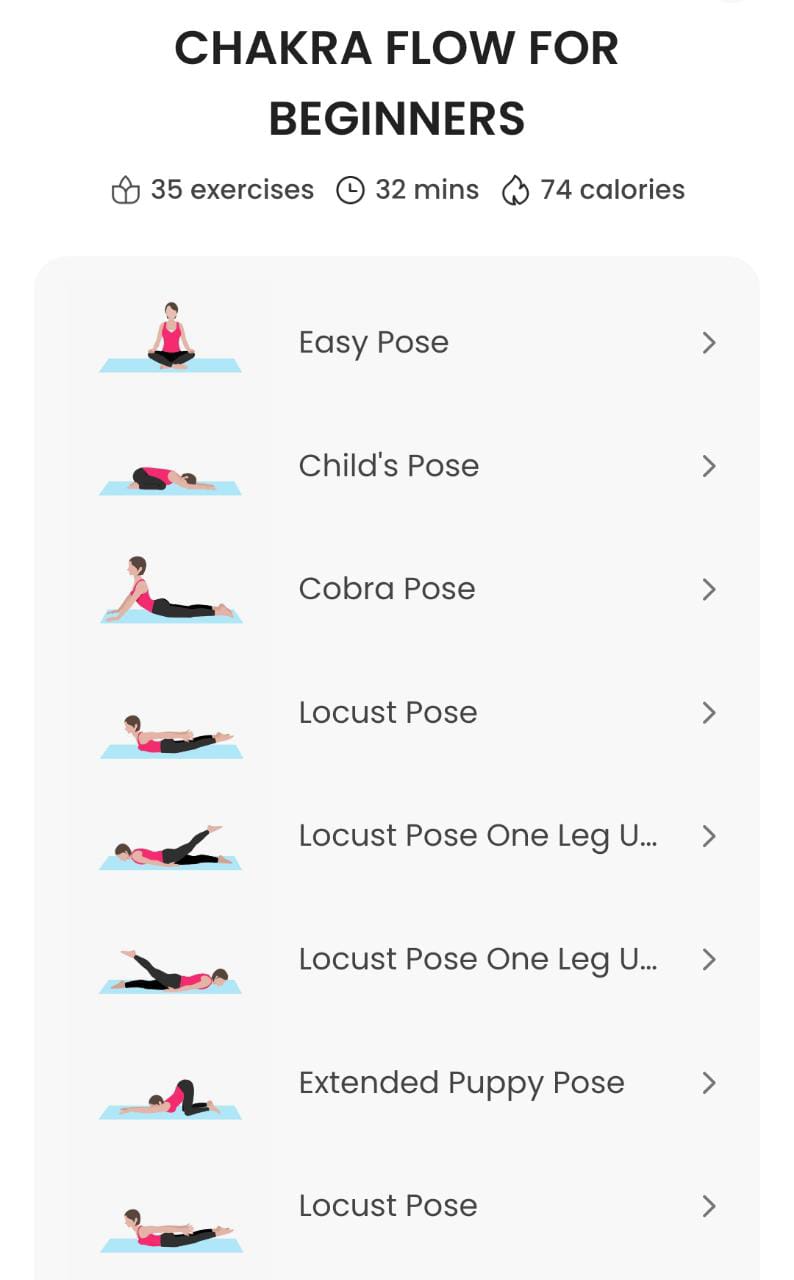 CHAKRA FLOW FOR
BEGINNERS
35 exercises 32 mins 74 calories
Easy Pose
Child's Pose
Cobra Pose
Locust Pose
Locust Pose One Leg U...
Locust Pose One Leg U...
Extended Puppy Pose
Locust Pose